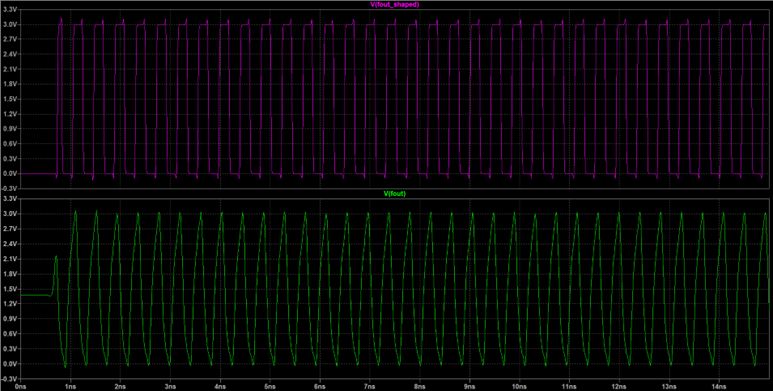 V(fout_shaped)
3.3V
3.0V
2.7V
2.4V
2.1V
1.8V
1.5V
1.2V
0.9V
0.6V
0.3V
0.0V
-0.3V
V(fout)
3.3V
3.0V
2.7V
2.4V
2.1V
1.8V
1.5V
1.2V
0.9V
0.6V
0.3V
0.0V
-0.3V
0ns 1ns 2ns 3ns 4ns 5ns 6ns 7ns 8ns 9ns 10ns 11ns 12ns 13ns 14ns